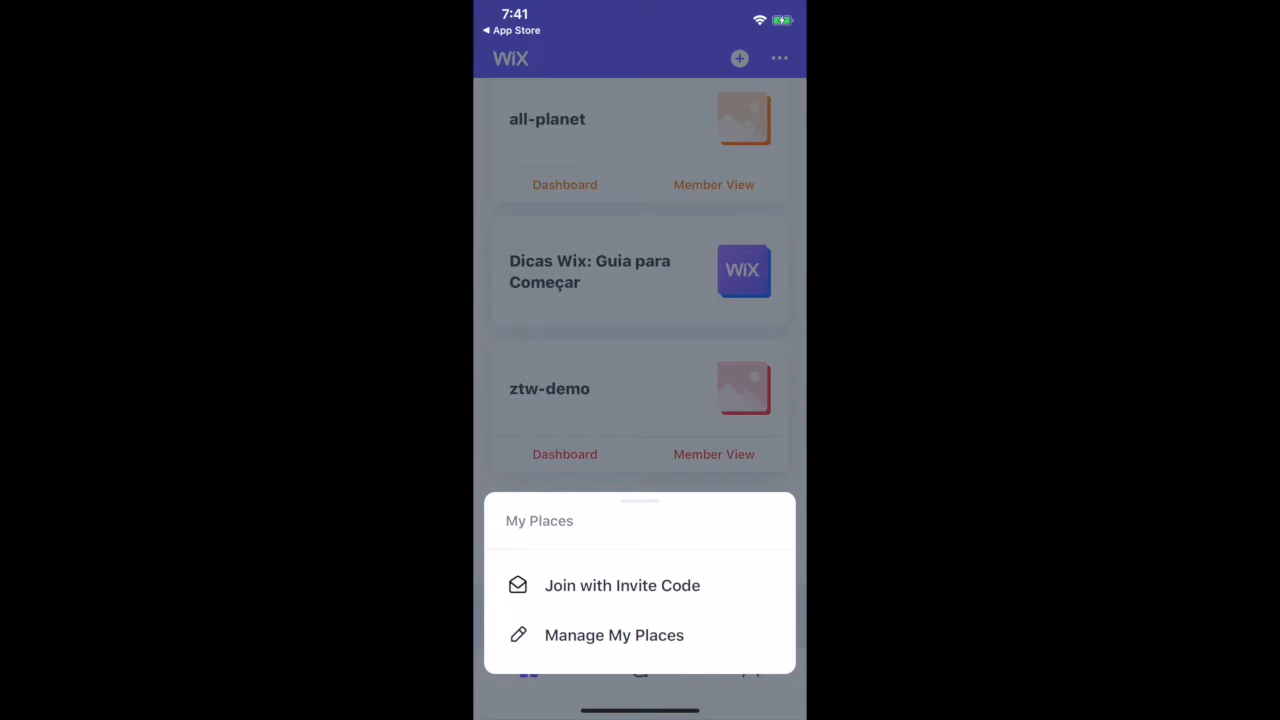 7:41
App Store
WiX
all-planet
Dashboard Member View
Dicas Wix: Guia para
Começar
WiX
ztw-demo
Dashboard Member View
My Places
Join with Invite Code
Manage My Places